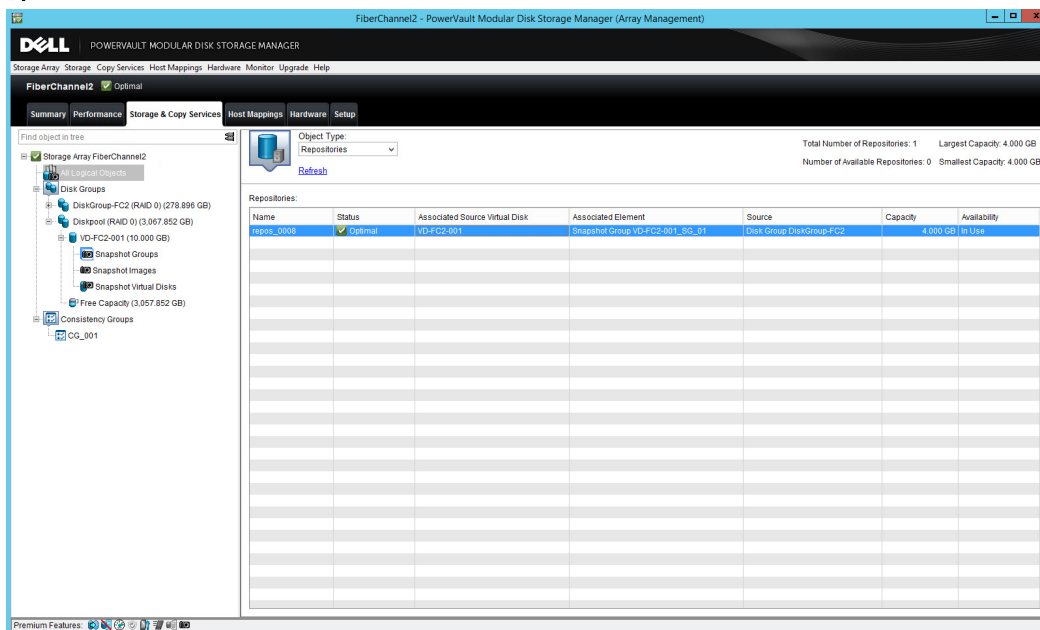 FiberChannel2 - PowerVault Modular Disk Storage Manager (Array Management)
DELL POWERVAULT MODULAR DISK STORAGE MANAGER
Storage Array Storage Copy Services Host Mappings Hardware Monitor Upgrade Help
FiberChannel2 Optimal
Summary Performance Storage & Copy Services Host Mappings Hardware Setup
Find object in tree
Storage Array FiberChannel2
All Logical Objects
Disk Groups
DiskGroup-FC2 (RAID 0) (278.896 GB)
Diskpool (RAID 0) (3,067.852 GB)
VD-FC2-001 (10.000 GB)
Snapshot Groups
Snapshot Images
Snapshot Virtual Disks
Free Capacity (3,057.852 GB)
Consistency Groups
CG_001
Object Type:
Repositories
Refresh
Total Number of Repositories: 1 Largest Capacity: 4.000 GB
Number of Available Repositories: 0 Smallest Capacity: 4.000 GB
Repositories:
Name Status Associated Source Virtual Disk Associated Element Source Capacity Availability
repos_0008 Optimal VD-FC2-001 Snapshot Group VD-FC2-001_SG_01 Disk Group DiskGroup-FC2 4.000 GB In Use
Premium Features: